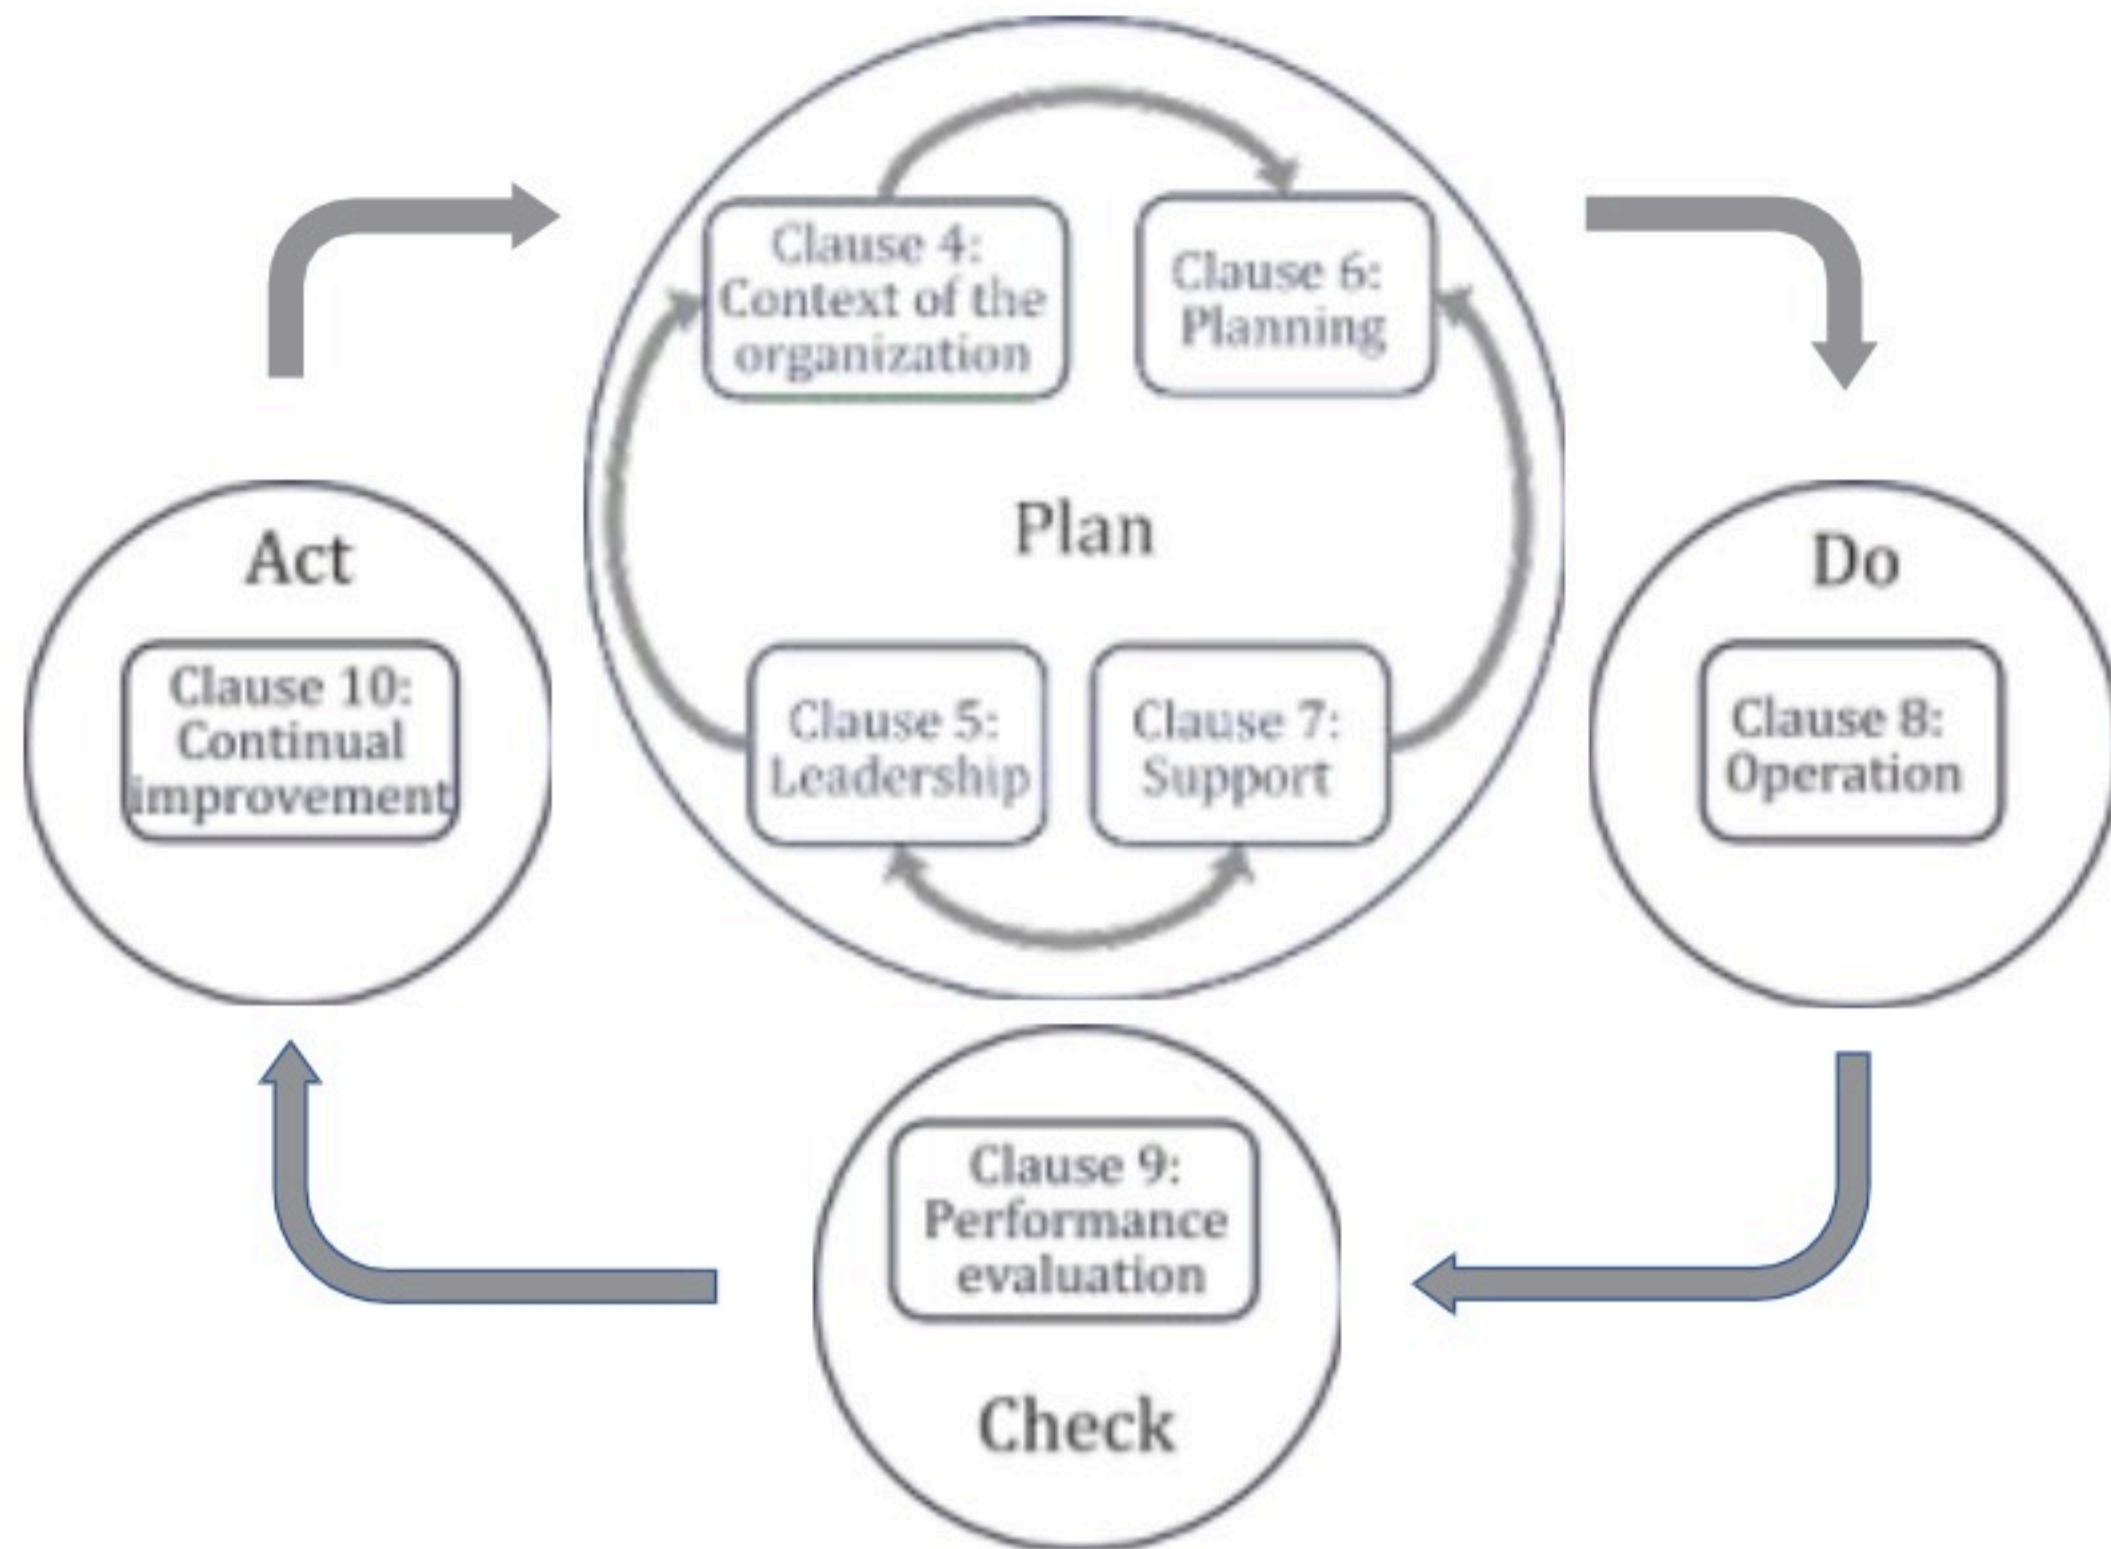 Clause 4:
Context of the
organization
Clause 6:
Planning
Plan
Clause 5:
Leadership
Clause 7:
Support
Act
Clause 10:
Continual
improvement
Do
Clause 8:
Operation
Clause 9:
Performance
evaluation
Check